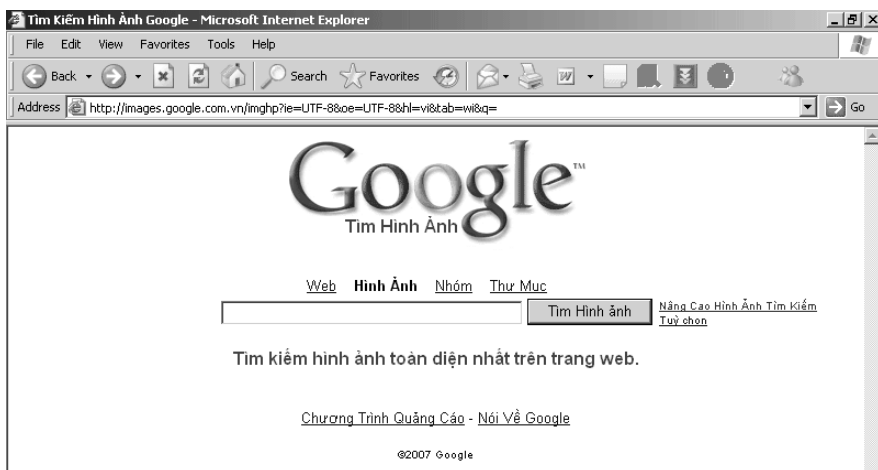 Tìm Kiếm Hình Ảnh Google - Microsoft Internet Explorer
File Edit View Favorites Tools Help
Back Search Favorites
Address http://images.google.com.vn/imghp?ie=UTF-8&oe=UTF-8&hl=vi&tab=wi&q= Go
Google™
Tìm Hình Ảnh
Web Hình Ảnh Nhóm Thư Mục
Tìm Hình ảnh Nâng Cao Hình Ảnh Tìm Kiếm
Tuỳ chọn
Tìm kiếm hình ảnh toàn diện nhất trên trang web.
Chương Trình Quảng Cáo - Nói Về Google
©2007 Google